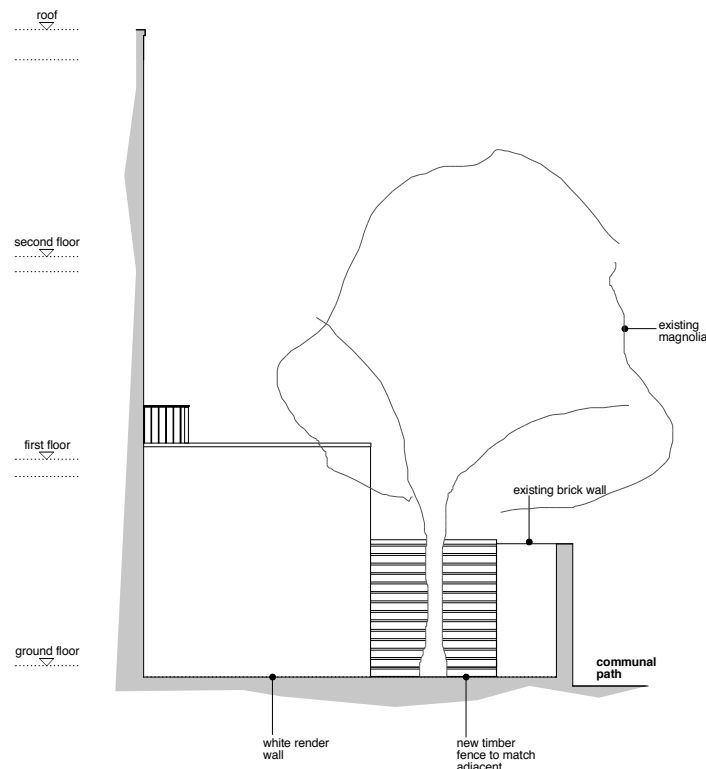 roof
second floor
existing
magnolia
first floor
existing brick wall
ground floor
communal
path
white render
wall
new timber
fence to match
adjacent